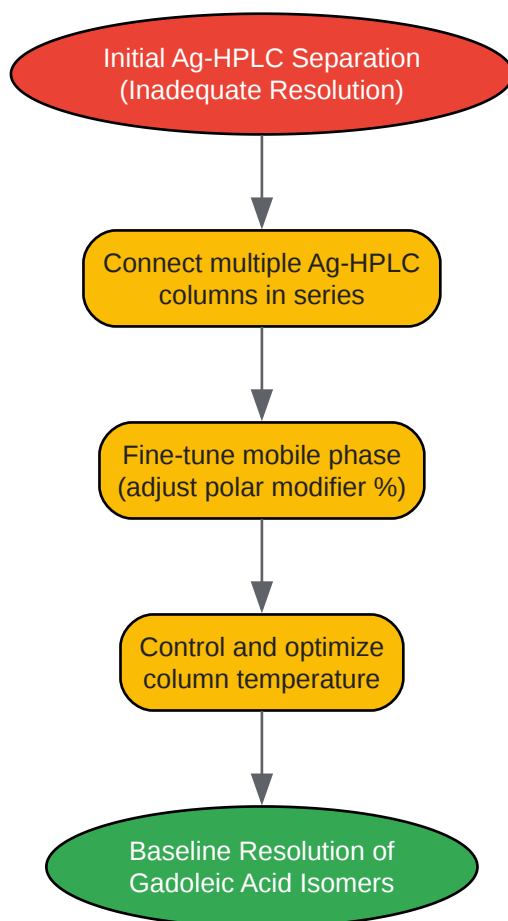 Initial Ag-HPLC Separation
(Inadequate Resolution)
Connect multiple Ag-HPLC
columns in series
Fine-tune mobile phase
(adjust polar modifier %)
Control and optimize
column temperature
Baseline Resolution of
Gadoleic Acid Isomers